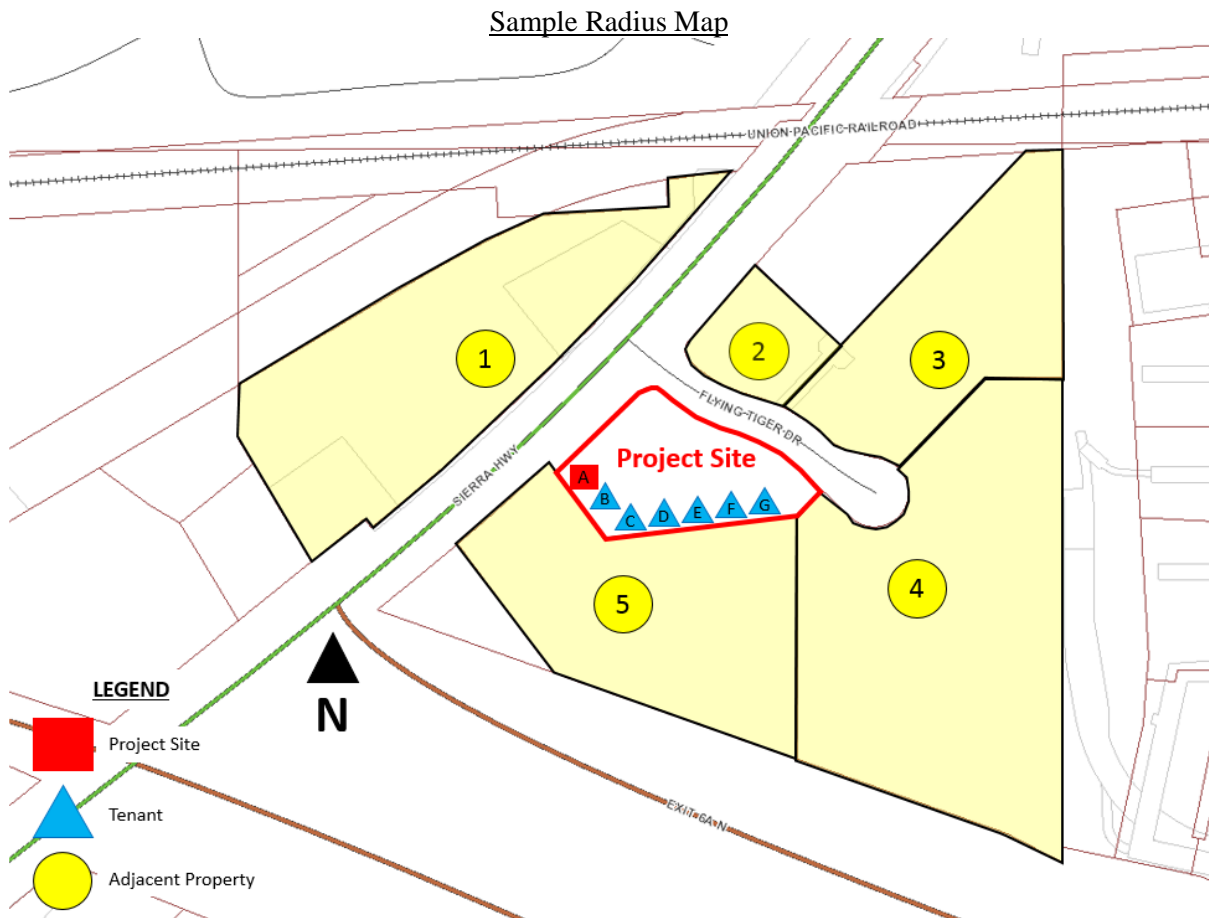 Sample Radius Map
UNION PACIFIC RAILROAD
1
2
3
FLYING TIGER DR
SIERRA HWY
Project Site
A
B
C
D
E
F
G
4
5
N
LEGEND
Project Site
Tenant
Adjacent Property
EXIT 6A N